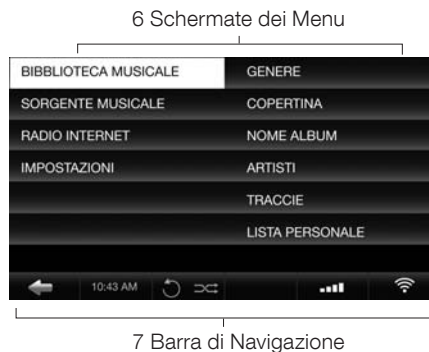 6 Schermate dei Menu
BIBBLIOTECA MUSICALE
GENERE
SORGENTE MUSICALE
COPERTINA
RADIO INTERNET
NOME ALBUM
IMPOSTAZIONI
ARTISTI
TRACCIE
LISTA PERSONALE
10:43 AM
7 Barra di Navigazione